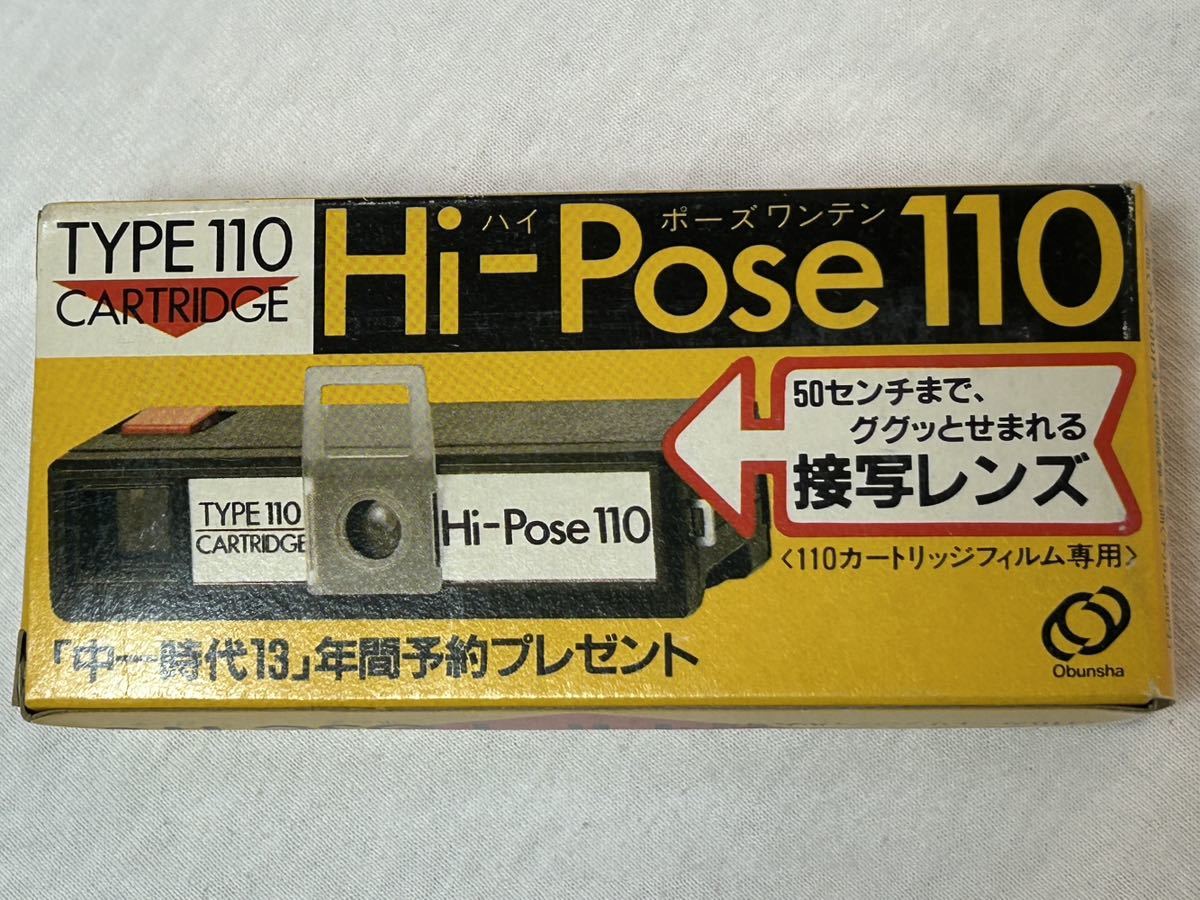 TYPE 110
CARTRIDGE
ハイ ポーズワンテン
Hi-Pose 110
50センチまで、
ググッとせまれる
接写レンズ
〈110カートリッジフィルム専用〉
TYPE 110
CARTRIDGE
Hi-Pose 110
「中一時代13」年間予約プレゼント
Obunsha